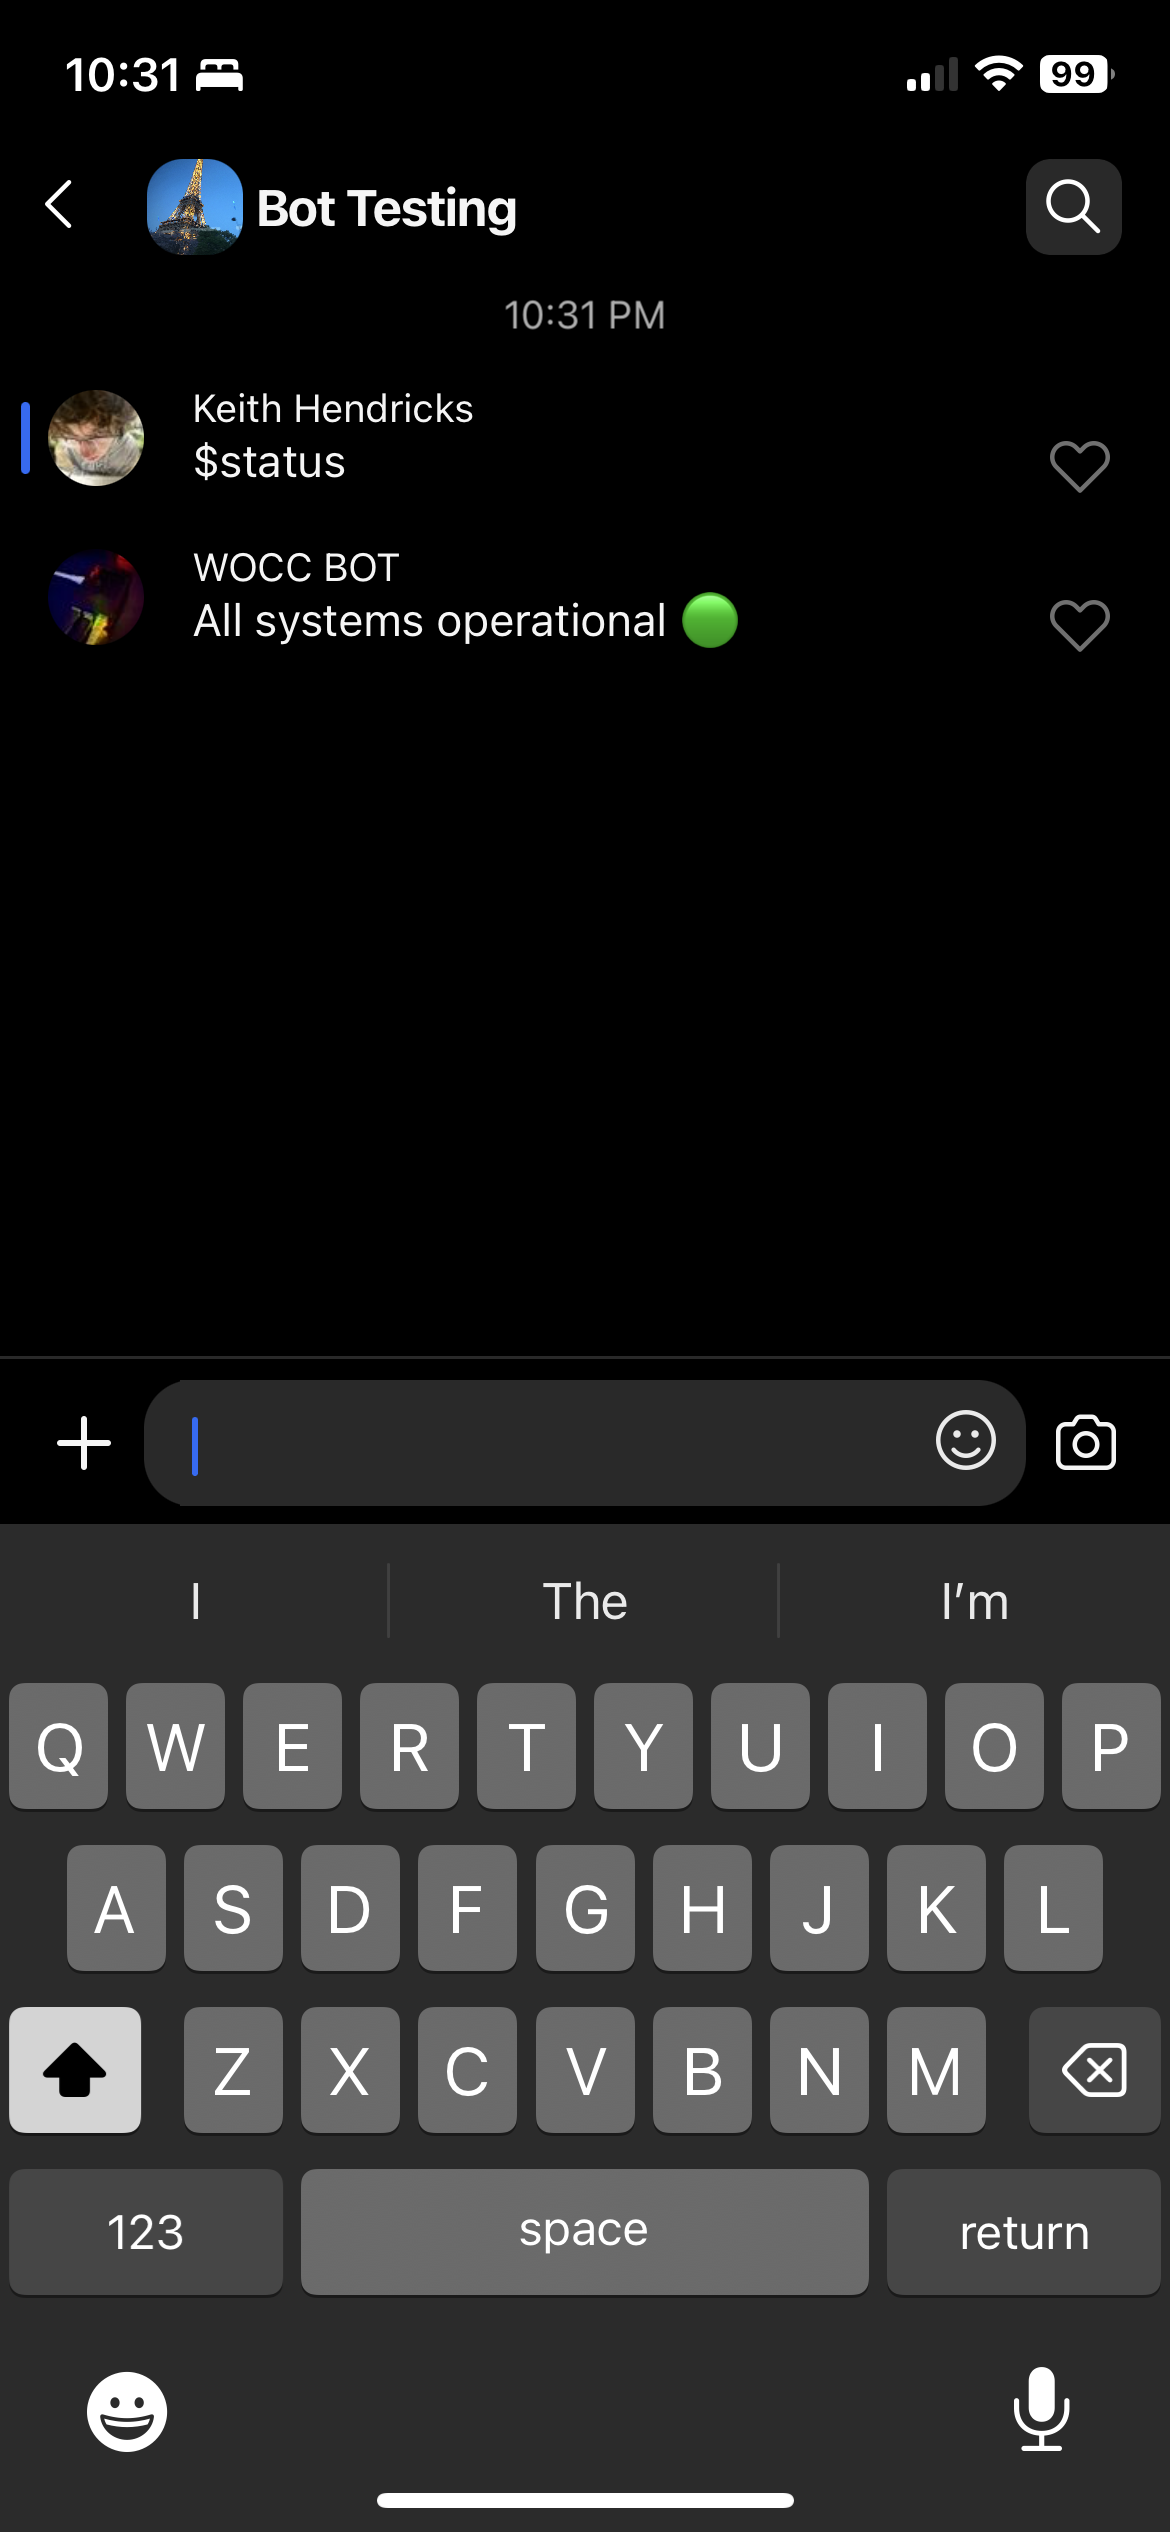 10:31
99
Bot Testing
10:31 PM
Keith Hendricks
$status
WOCC BOT
All systems operational
I The I’m
Q W E R T Y U I O P
A S D F G H J K L
Z X C V B N M
123 space return